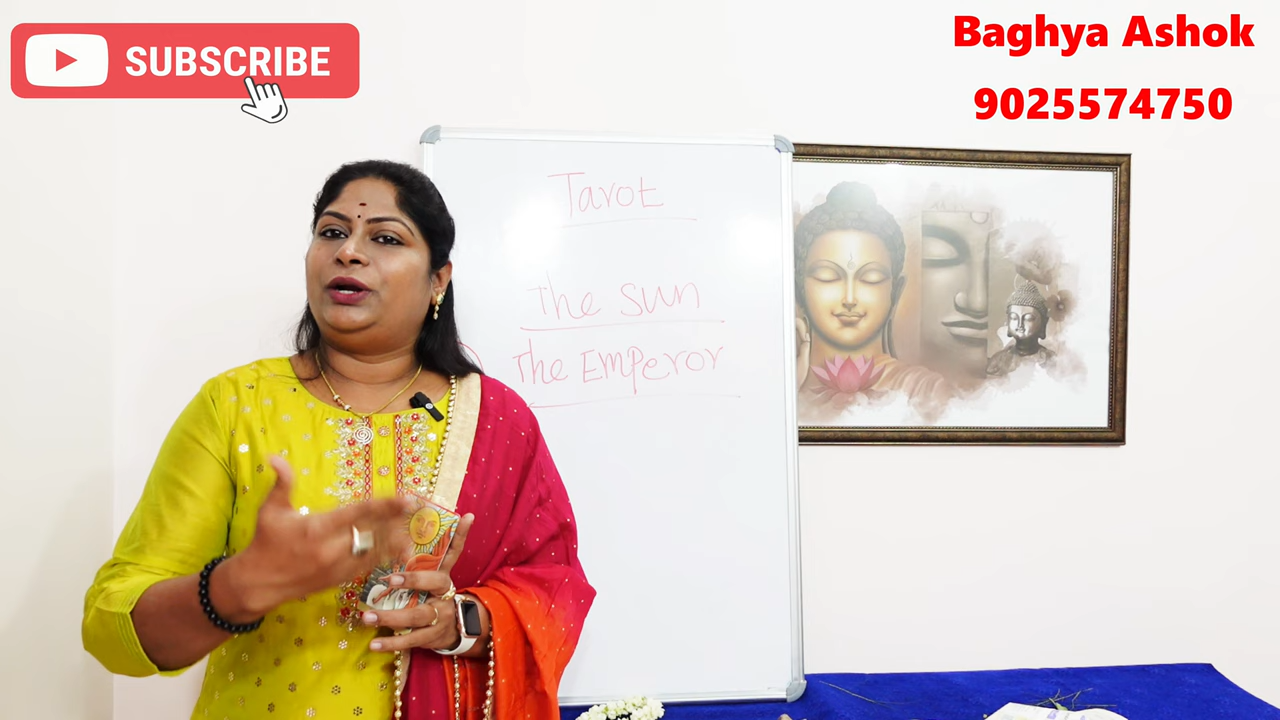 SUBSCRIBE
Baghya Ashok
9025574750
Tarot
The Sun
The Emperor